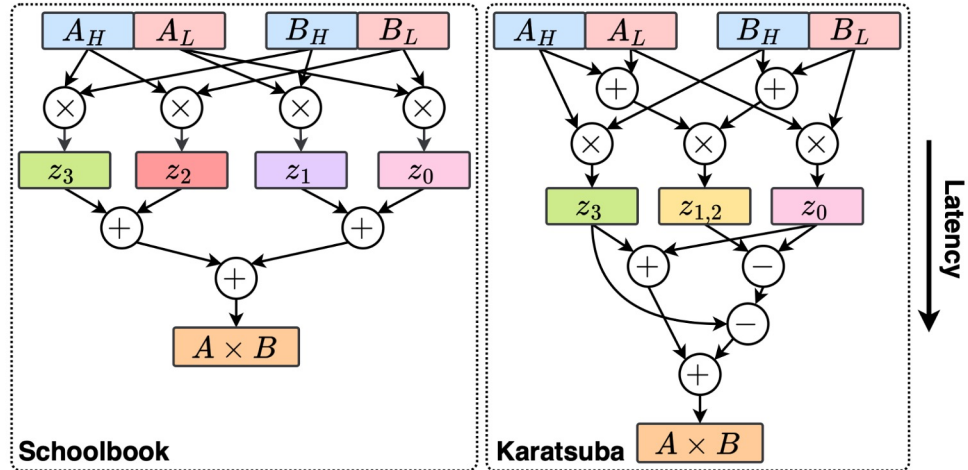 A_H A_L B_H B_L
× × × ×
z_3 z_2 z_1 z_0
+ +
+
A × B
Schoolbook
A_H A_L B_H B_L
+ +
× × ×
z_3 z_{1,2} z_0
+ −
−
+
A × B
Karatsuba
Latency